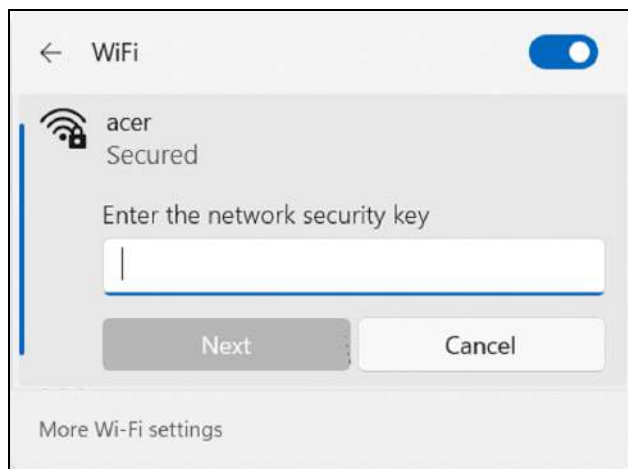 WiFi
acer
Secured
Enter the network security key
Next
Cancel
More Wi-Fi settings